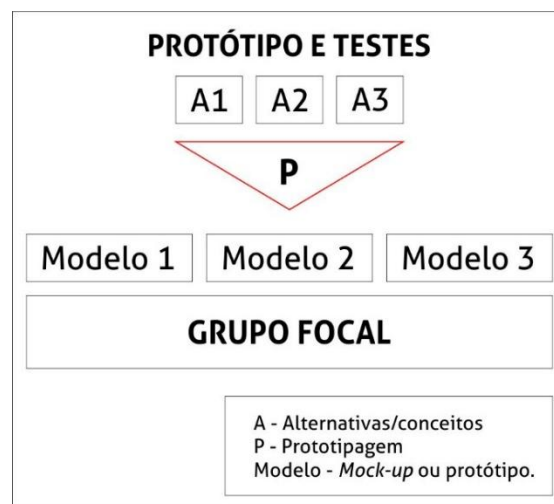 PROTÓTIPO E TESTES
A1 A2 A3
P
Modelo 1 Modelo 2 Modelo 3
GRUPO FOCAL
A - Alternativas/conceitos
P - Prototipagem
Modelo - Mock-up ou protótipo.